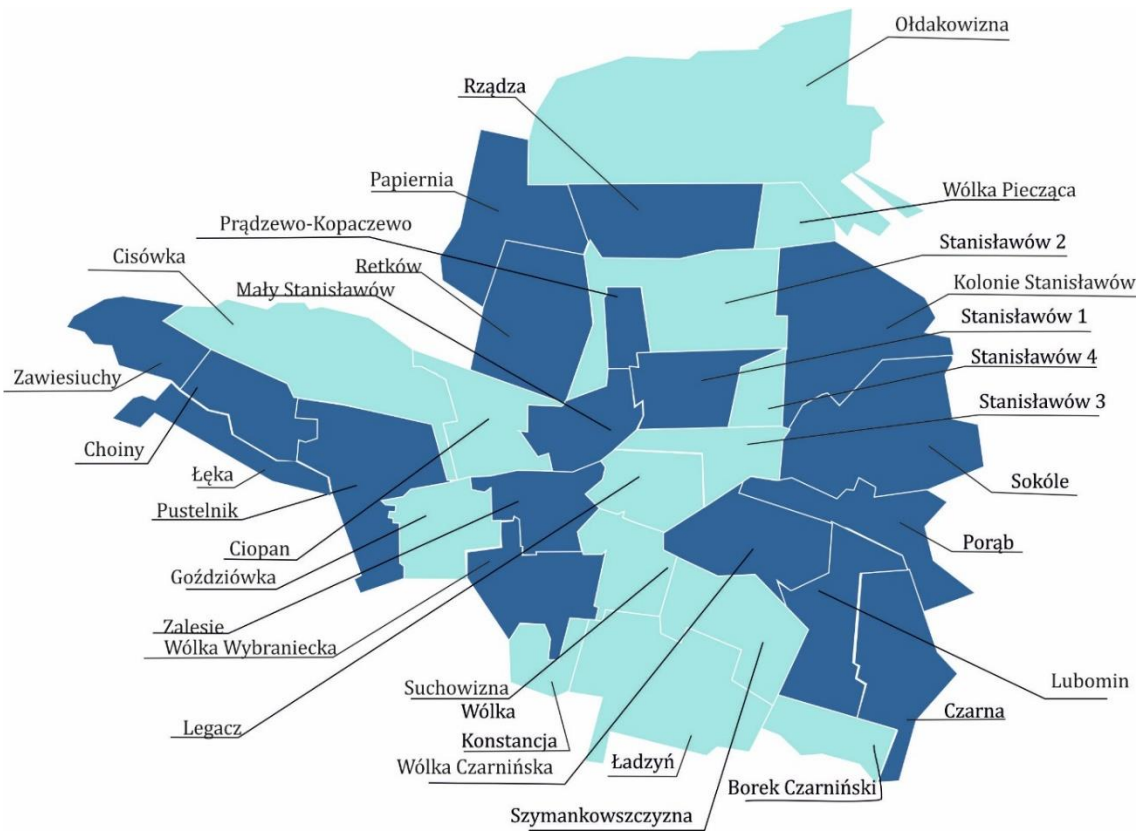 Ołdakowizna
Rządza
Papiernia
Wólka Piecząca
Prądzewo-Kopaczewo
Stanisławów 2
Cisówka
Retków
Kolonie Stanisławów
Mały Stanisławów
Stanisławów 1
Stanisławów 4
Zawiesiuchy
Stanisławów 3
Choiny
Łęka
Sokóle
Pustelnik
Ciopan
Porąb
Goździówka
Zalesie
Wólka Wybraniecka
Lubomin
Suchowizna
Wólka
Czarna
Legacz
Konstancja
Wólka Czarnińska
Ładzyń
Borek Czarniński
Szymankowszczyzna